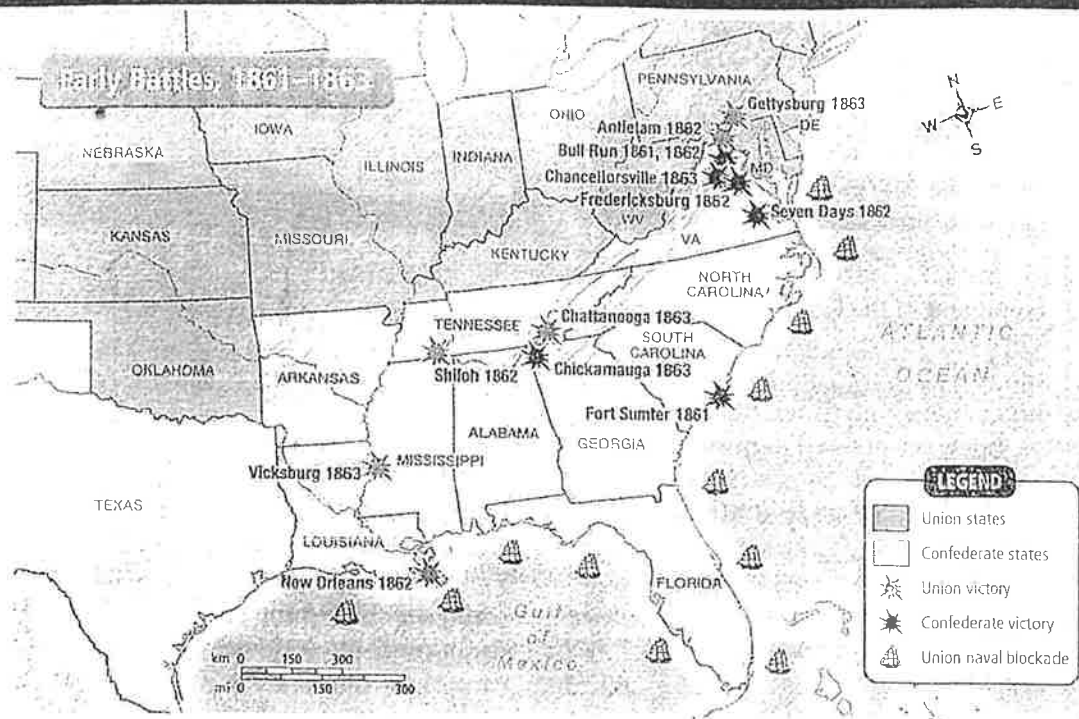 Early Battles, 1861–1863
PENNSYLVANIA
Gettysburg 1863
N
E
W
S
OHIO
Antietam 1862
DE
IOWA
NEBRASKA
ILLINOIS
INDIANA
Bull Run 1861, 1862
MD
Chancellorsville 1863
Fredericksburg 1862
Seven Days 1862
WV
KANSAS
MISSOURI
KENTUCKY
VA
NORTH
CAROLINA
Chattanooga 1863
TENNESSEE
SOUTH
CAROLINA
ATLANTIC
OCEAN
OKLAHOMA
ARKANSAS
Shiloh 1862
Chickamauga 1863
Fort Sumter 1861
ALABAMA
GEORGIA
Vicksburg 1863
MISSISSIPPI
TEXAS
LOUISIANA
New Orleans 1862
FLORIDA
Gulf
of
Mexico
km 0 150 300
mi 0 150 300
LEGEND
Union states
Confederate states
Union victory
Confederate victory
Union naval blockade